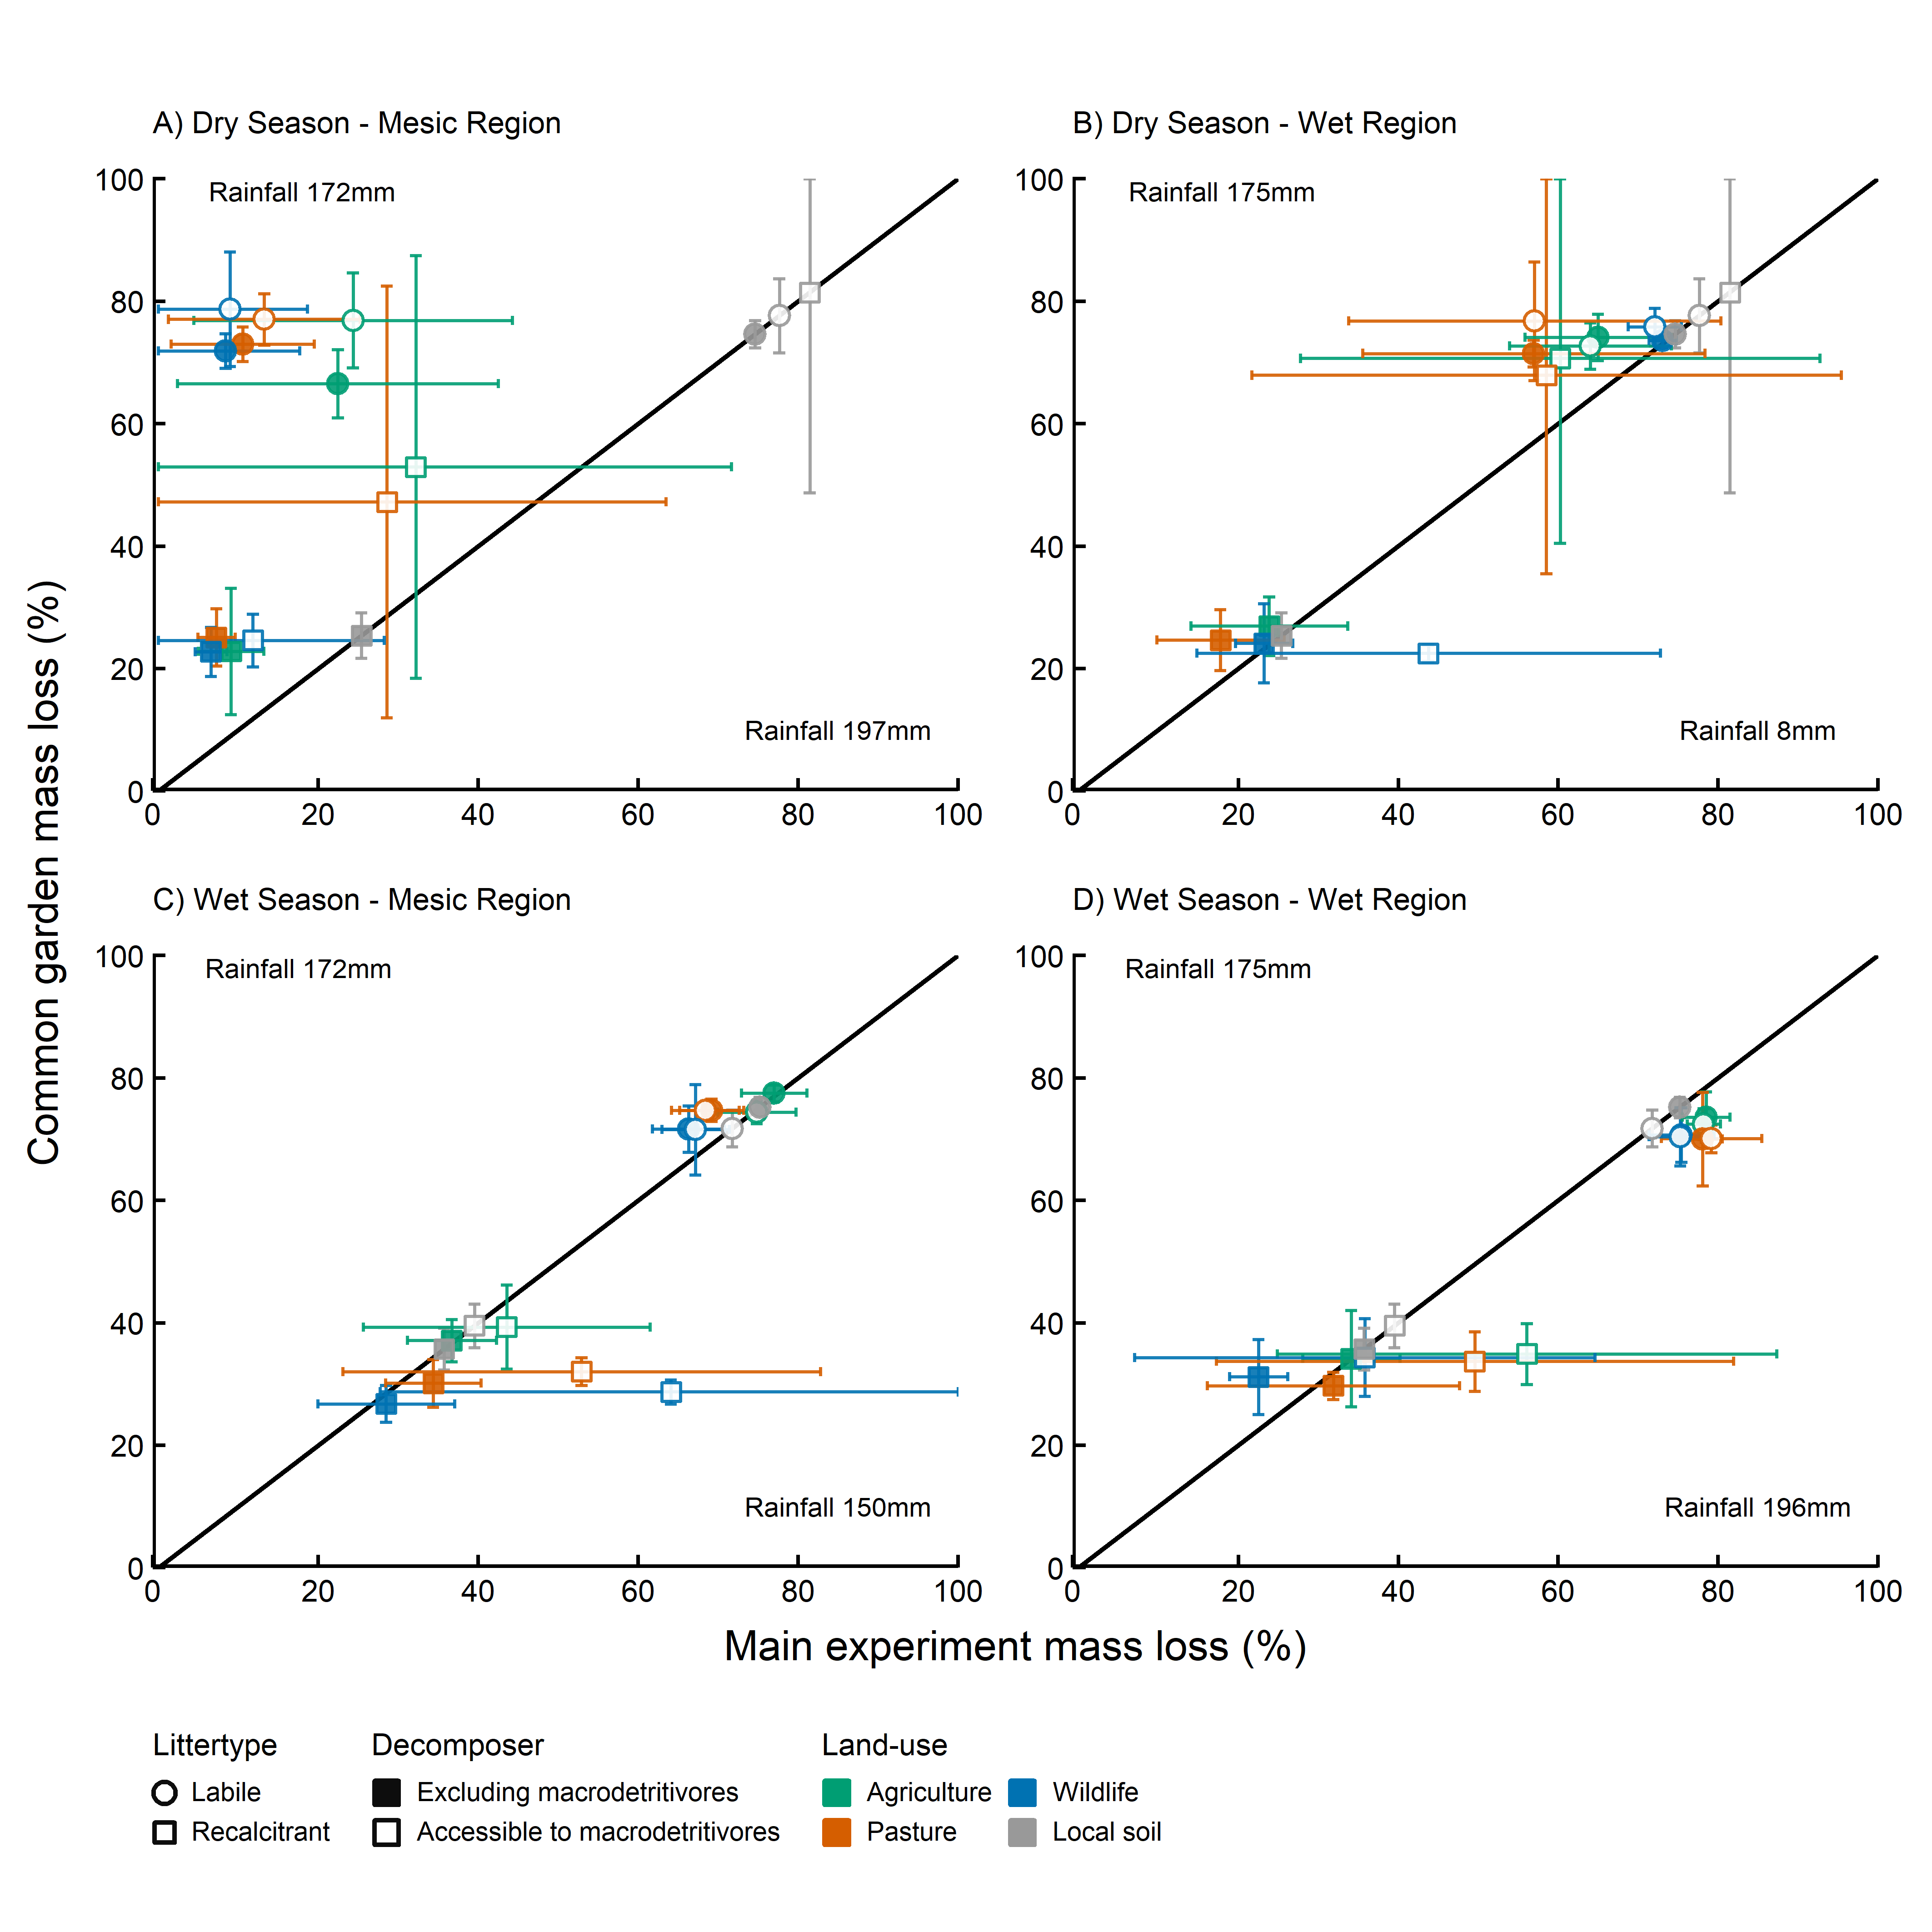 A) Dry Season - Mesic Region
B) Dry Season - Wet Region
Rainfall 172mm
Rainfall 197mm
100
80
60
40
20
0
0 20 40 60 80 100
Rainfall 175mm
Rainfall 8mm
100
80
60
40
20
0
0 20 40 60 80 100
Common garden mass loss (%)
C) Wet Season - Mesic Region
D) Wet Season - Wet Region
Rainfall 172mm
Rainfall 150mm
100
80
60
40
20
0
0 20 40 60 80 100
Rainfall 175mm
Rainfall 196mm
100
80
60
40
20
0
0 20 40 60 80 100
Main experiment mass loss (%)
Littertype
Labile
Recalcitrant
Decomposer
Excluding macrodetritivores
Accessible to macrodetritivores
Land-use
Agriculture
Pasture
Wildlife
Local soil